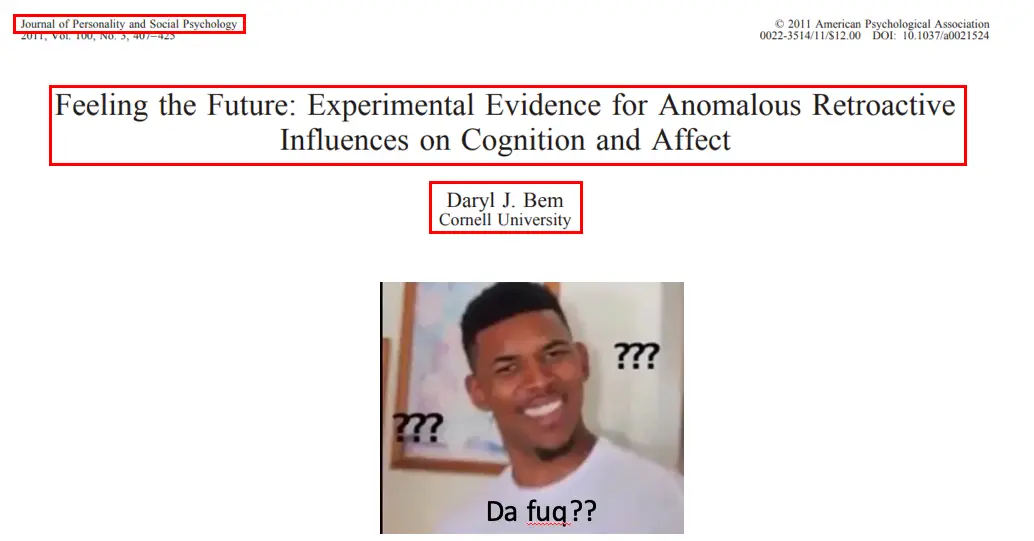 Journal of Personality and Social Psychology
2011, Vol. 100, No. 3, 407–425
© 2011 American Psychological Association
0022-3514/11/$12.00 DOI: 10.1037/a0021524
Feeling the Future: Experimental Evidence for Anomalous Retroactive
Influences on Cognition and Affect
Daryl J. Bem
Cornell University
???
???
Da fuq??